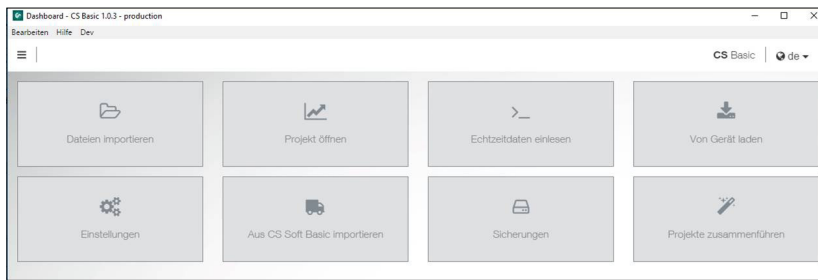 Dashboard - CS Basic 1.0.3 - production
Bearbeiten Hilfe Dev
CS Basic de
Dateien importieren Projekt öffnen Echtzeitdaten einlesen Von Gerät laden
Einstellungen Aus CS Soft Basic importieren Sicherungen Projekte zusammenführen